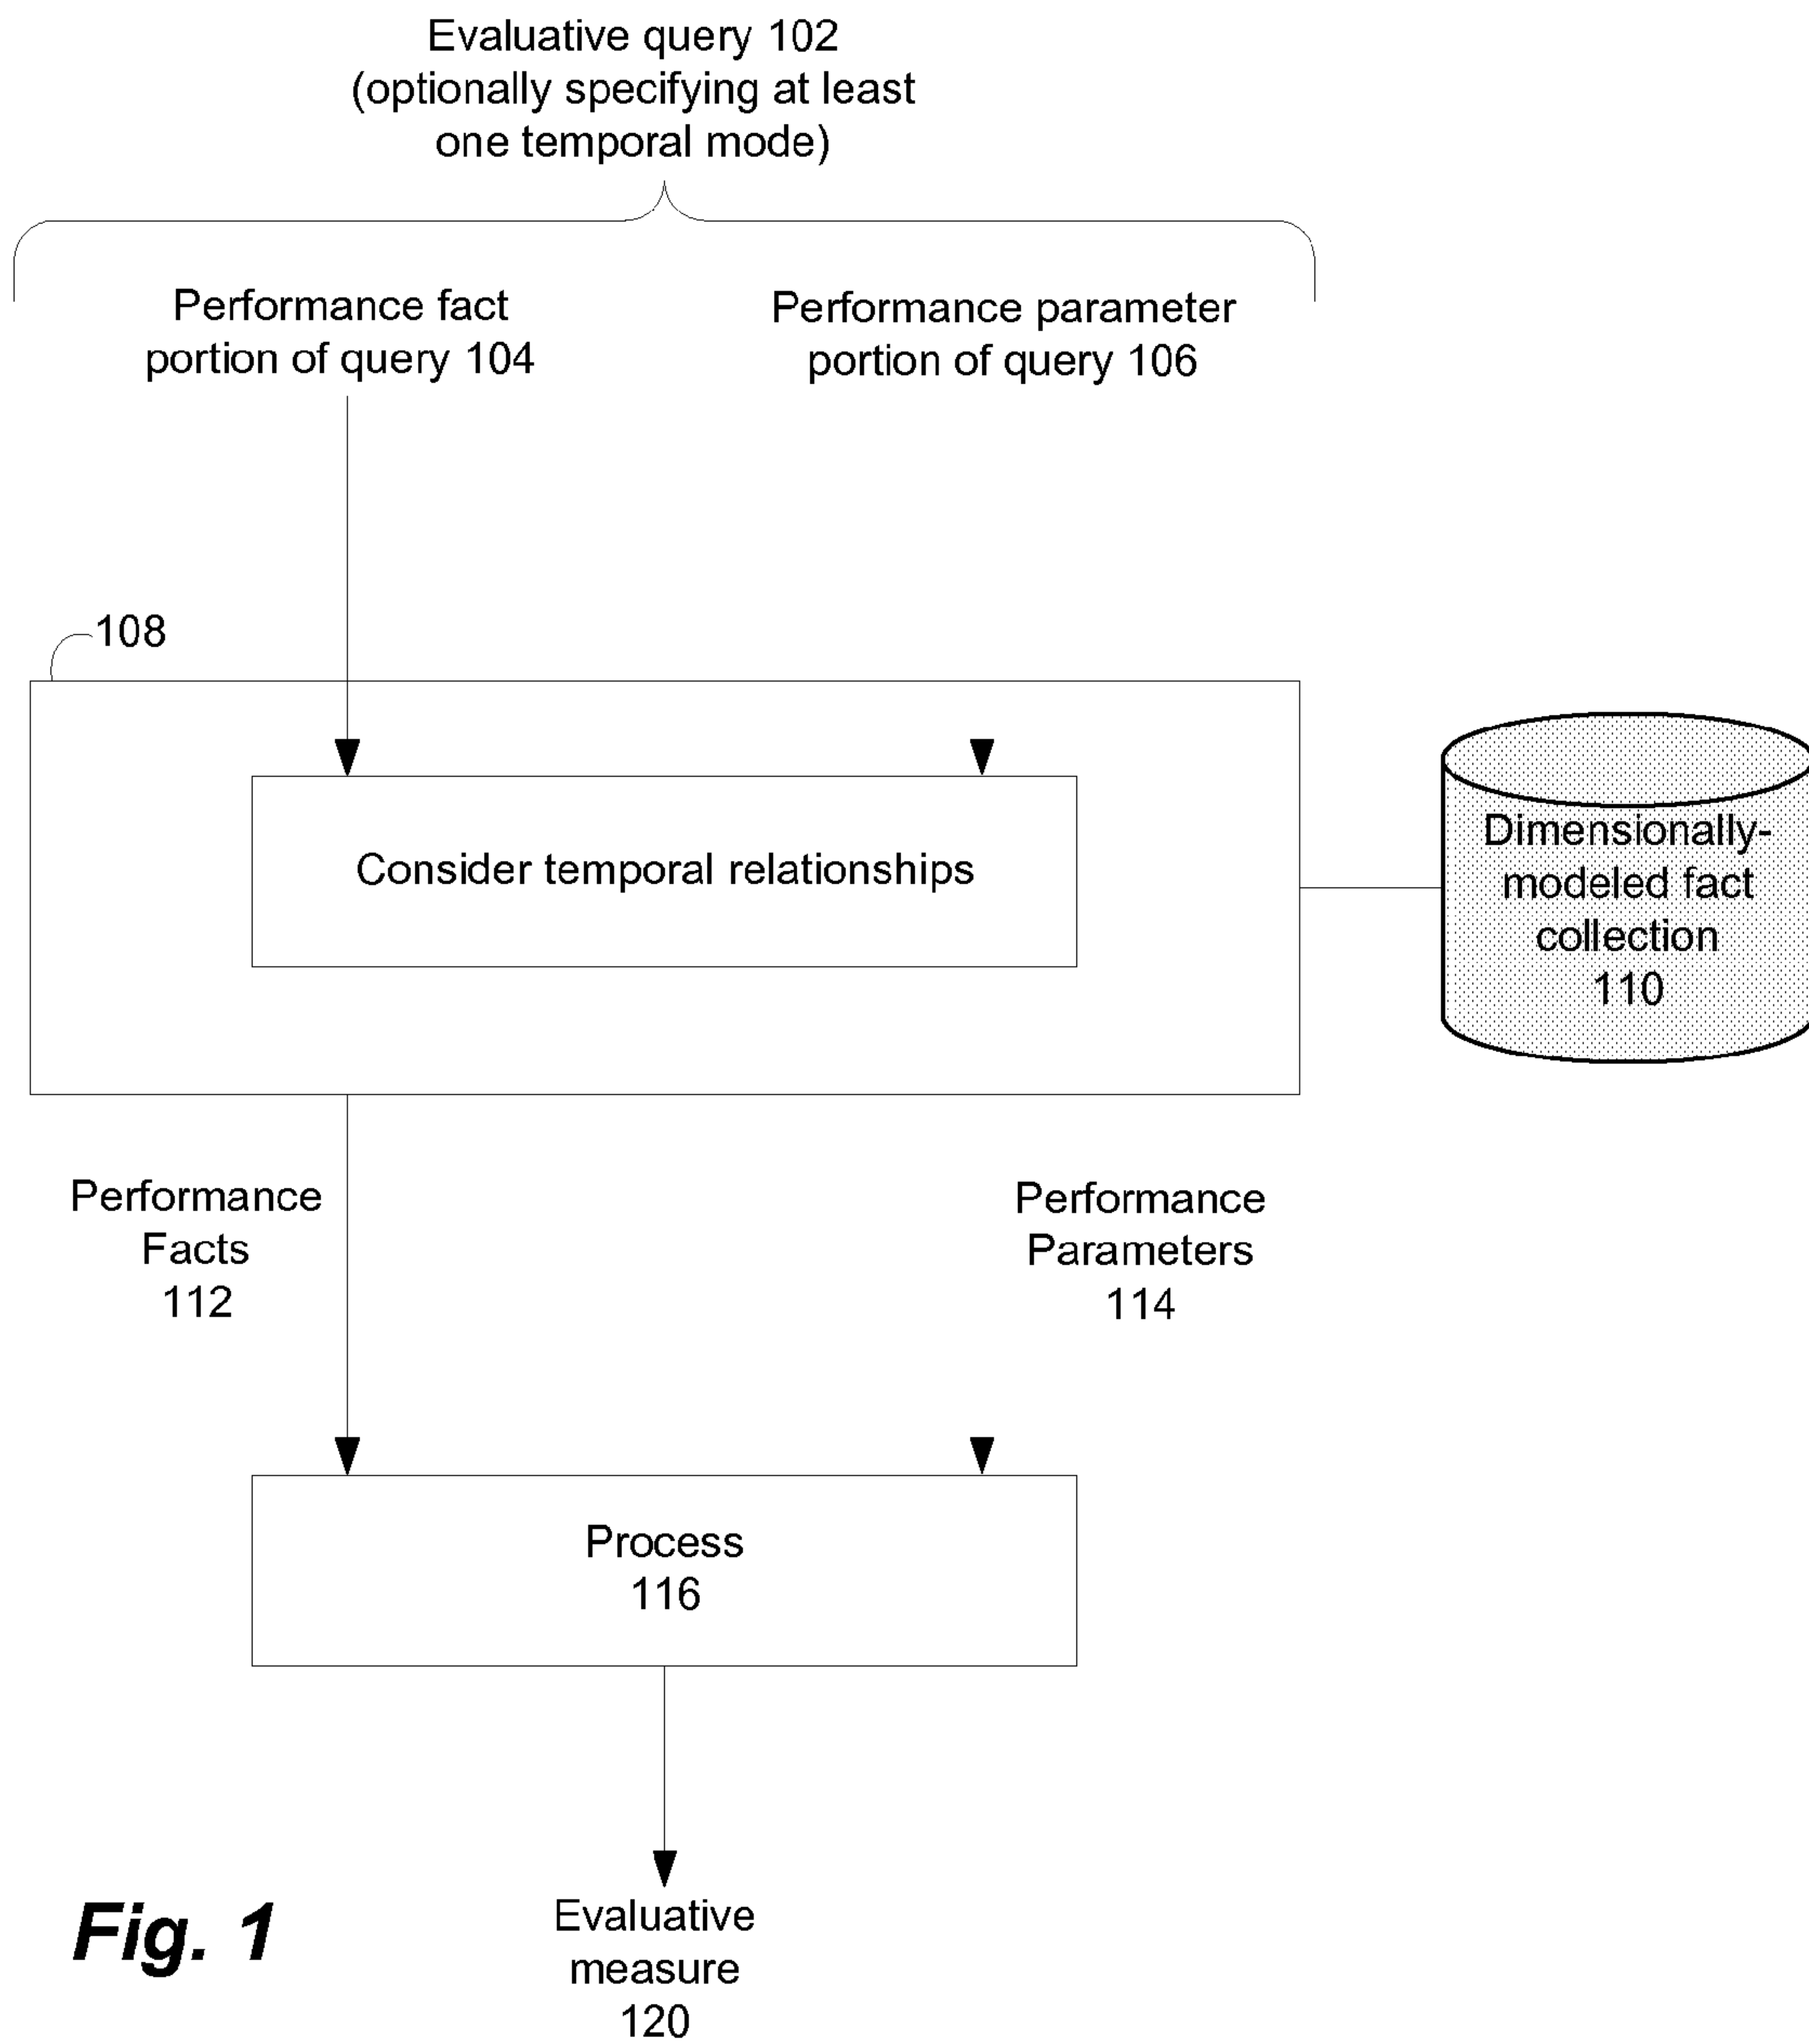 Evaluative query 102
(optionally specifying at least
one temporal mode)
Performance fact
portion of query 104
Performance parameter
portion of query 106
108
Consider temporal relationships
Dimensionally-
modeled fact
collection
110
Performance
Facts
112
Performance
Parameters
114
Process
116
Evaluative
measure
120
Fig. 1